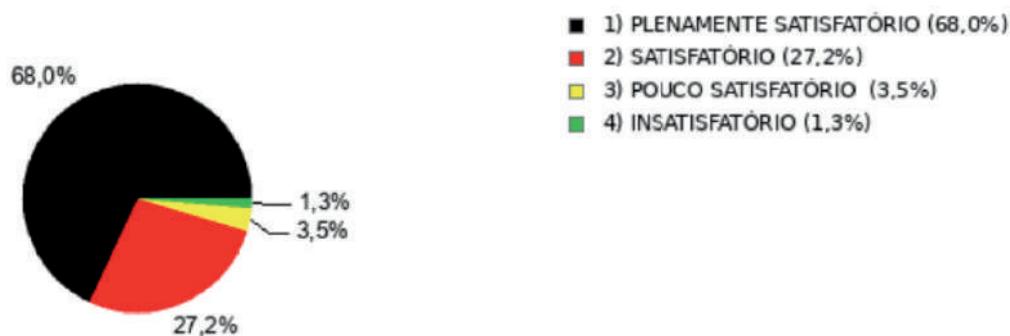 1) PLENAMENTE SATISFATÓRIO (68,0%)
2) SATISFATÓRIO (27,2%)
3) POUCO SATISFATÓRIO (3,5%)
4) INSATISFATÓRIO (1,3%)
68,0%
1,3%
3,5%
27,2%